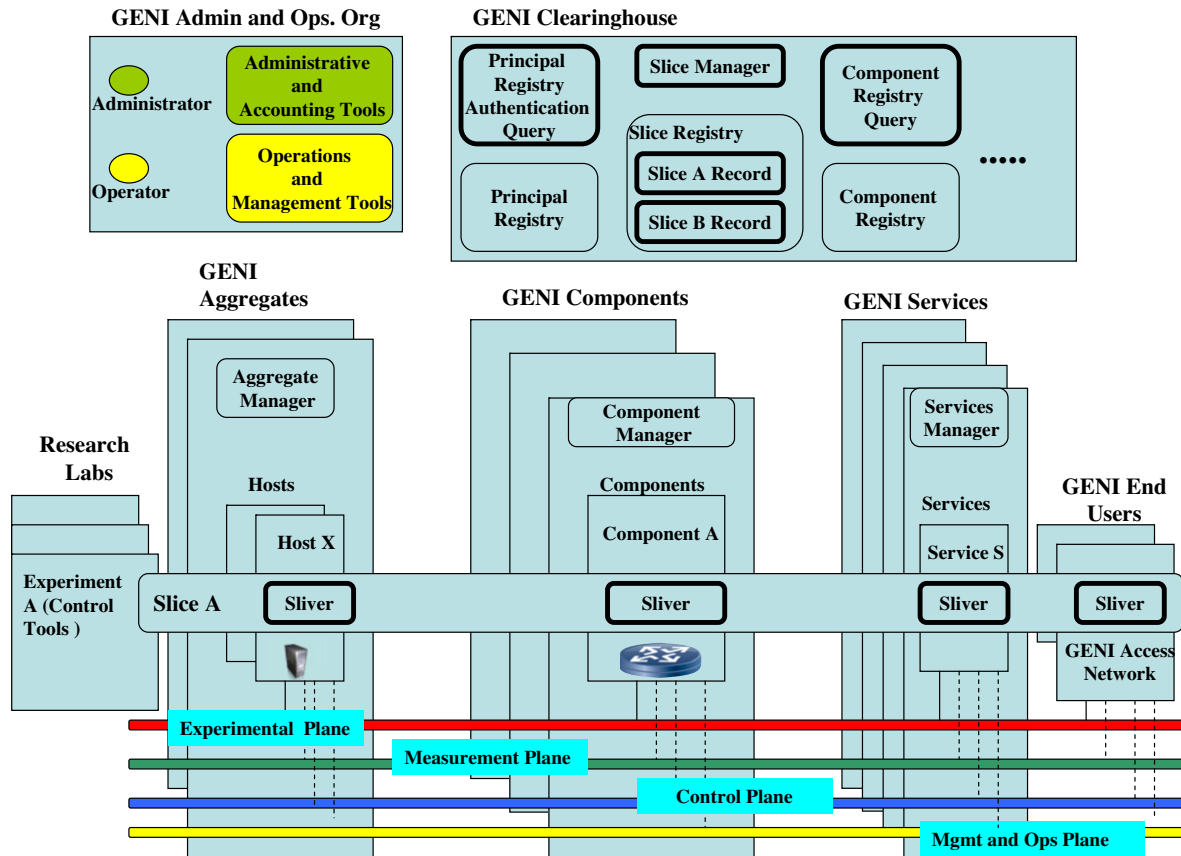 GENI Admin and Ops. Org
Administrator
Administrative
and
Accounting Tools
Operator
Operations
and
Management Tools
GENI Clearinghouse
Principal
Registry
Authentication
Query
Slice Manager
Component
Registry
Query
Slice Registry
Slice A Record
Slice B Record
Principal
Registry
Component
Registry
.....
GENI
Aggregates
GENI Components
GENI Services
Aggregate
Manager
Component
Manager
Services
Manager
Research
Labs
Hosts
Host X
Components
Component A
Services
Service S
GENI End
Users
Experiment
A ( Control
Tools )
Slice A
Sliver
Sliver
Sliver
Sliver
GENI Access
Network
Experimental Plane
Measurement Plane
Control Plane
Mgmt and Ops Plane